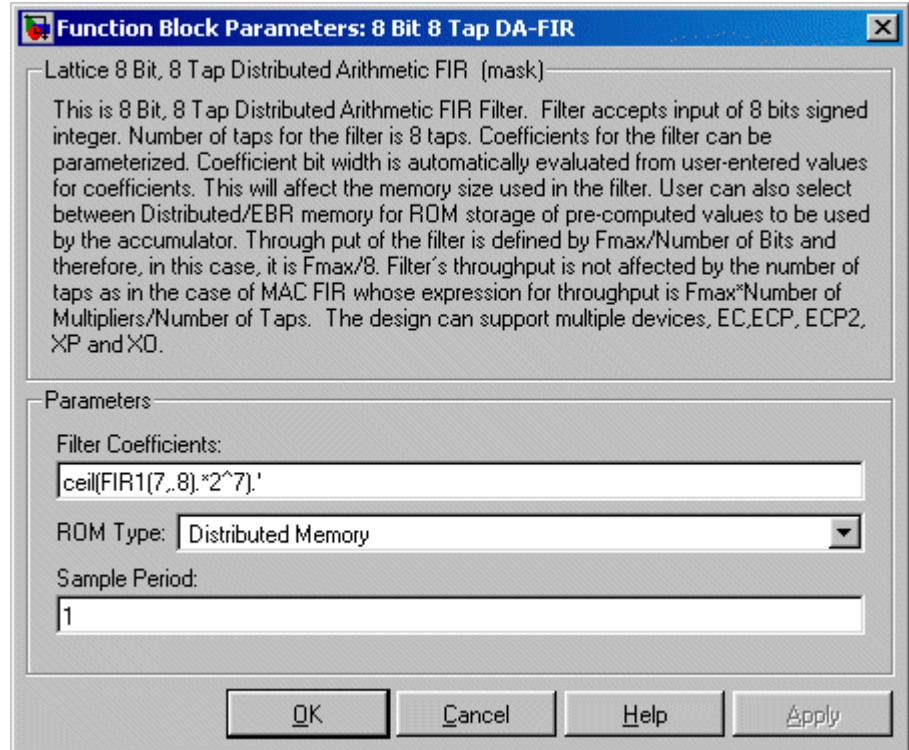 Function Block Parameters: 8 Bit 8 Tap DA-FIR
Lattice 8 Bit, 8 Tap Distributed Arithmetic FIR (mask)
This is 8 Bit, 8 Tap Distributed Arithmetic FIR Filter. Filter accepts input of 8 bits signed
integer. Number of taps for the filter is 8 taps. Coefficients for the filter can be
parameterized. Coefficient bit width is automatically evaluated from user-entered values
for coefficients. This will affect the memory size used in the filter. User can also select
between Distributed/EBR memory for ROM storage of pre-computed values to be used
by the accumulator. Through put of the filter is defined by Fmax/Number of Bits and
therefore, in this case, it is Fmax/8. Filter's throughput is not affected by the number of
taps as in the case of MAC FIR whose expression for throughput is Fmax*Number of
Multipliers/Number of Taps. The design can support multiple devices, EC,ECP, ECP2,
XP and XO.
Parameters
Filter Coefficients:
ceil(FIR1(7,.8).*2^7).'
ROM Type: Distributed Memory
Sample Period:
1
OK Cancel Help Apply